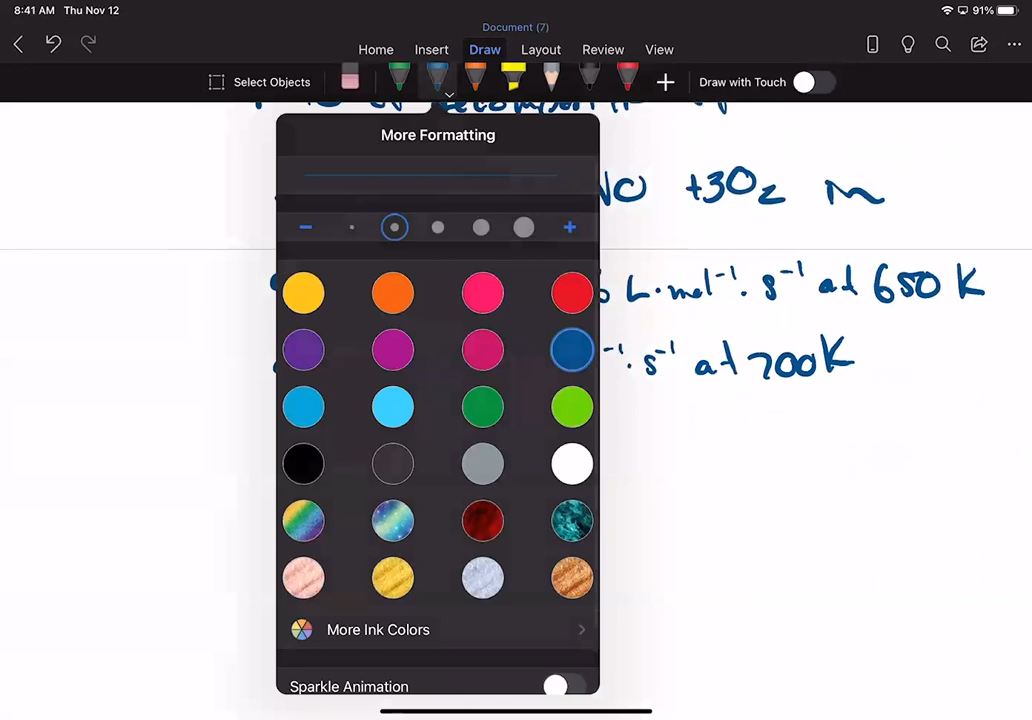 8:41 AM Thu Nov 12
91%
Document (7)
Home Insert Draw Layout Review View
Select Objects
Draw with Touch
More Formatting
+3O₂
L·mol⁻¹·s⁻¹ at 650 K
⁻¹·s⁻¹ at 700K
More Ink Colors
Sparkle Animation